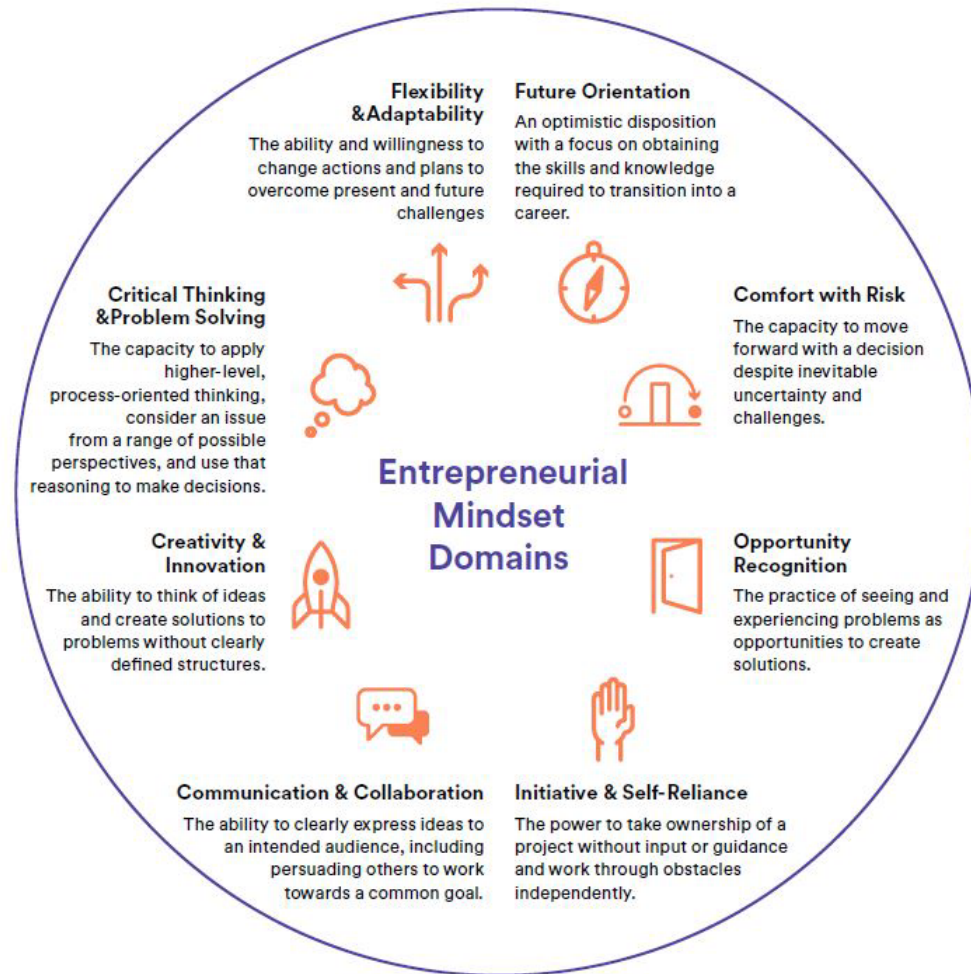 Flexibility
&Adaptability
The ability and willingness to
change actions and plans to
overcome present and future
challenges
Future Orientation
An optimistic disposition
with a focus on obtaining
the skills and knowledge
required to transition into a
career.
Critical Thinking
&Problem Solving
The capacity to apply
higher-level,
process-oriented thinking,
consider an issue
from a range of possible
perspectives, and use that
reasoning to make decisions.
Comfort with Risk
The capacity to move
forward with a decision
despite inevitable
uncertainty and
challenges.
Entrepreneurial
Mindset
Domains
Creativity &
Innovation
The ability to think of ideas
and create solutions to
problems without clearly
defined structures.
Opportunity
Recognition
The practice of seeing and
experiencing problems as
opportunities to create
solutions.
Communication & Collaboration
The ability to clearly express ideas to
an intended audience, including
persuading others to work
towards a common goal.
Initiative & Self-Reliance
The power to take ownership of a
project without input or guidance
and work through obstacles
independently.